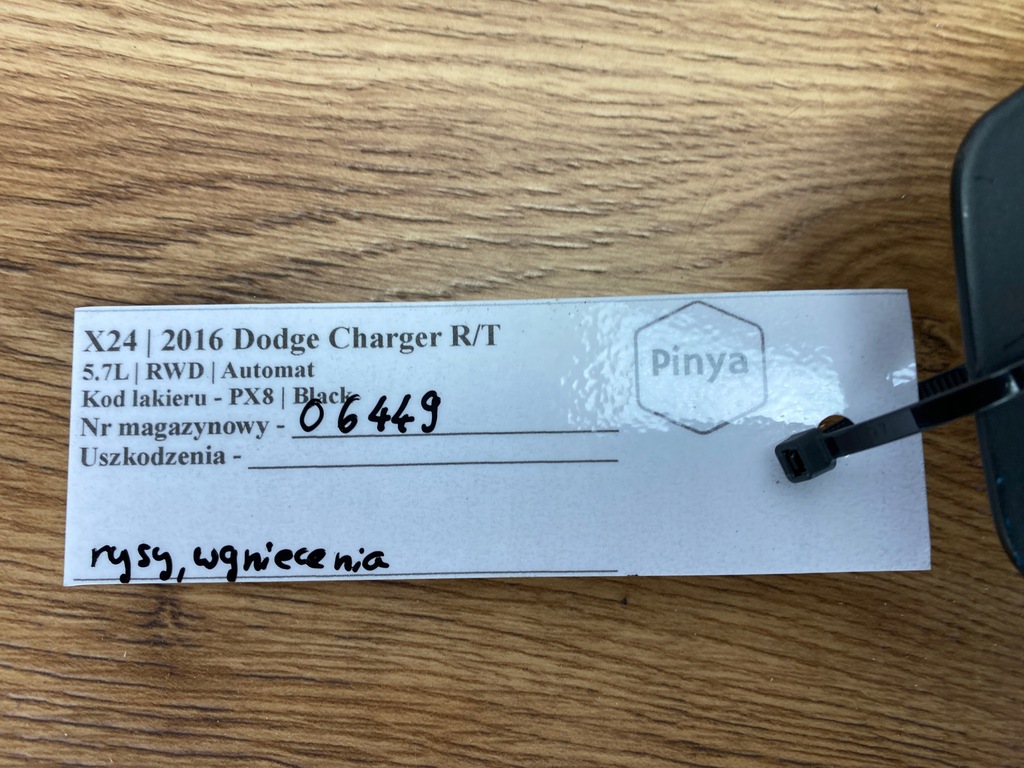 X24 | 2016 Dodge Charger R/T
5.7L | RWD | Automat
Kod lakieru - PX8 | Black
Nr magazynowy - 06449
Uszkodzenia -
rysy, wgniecenia
Pinya